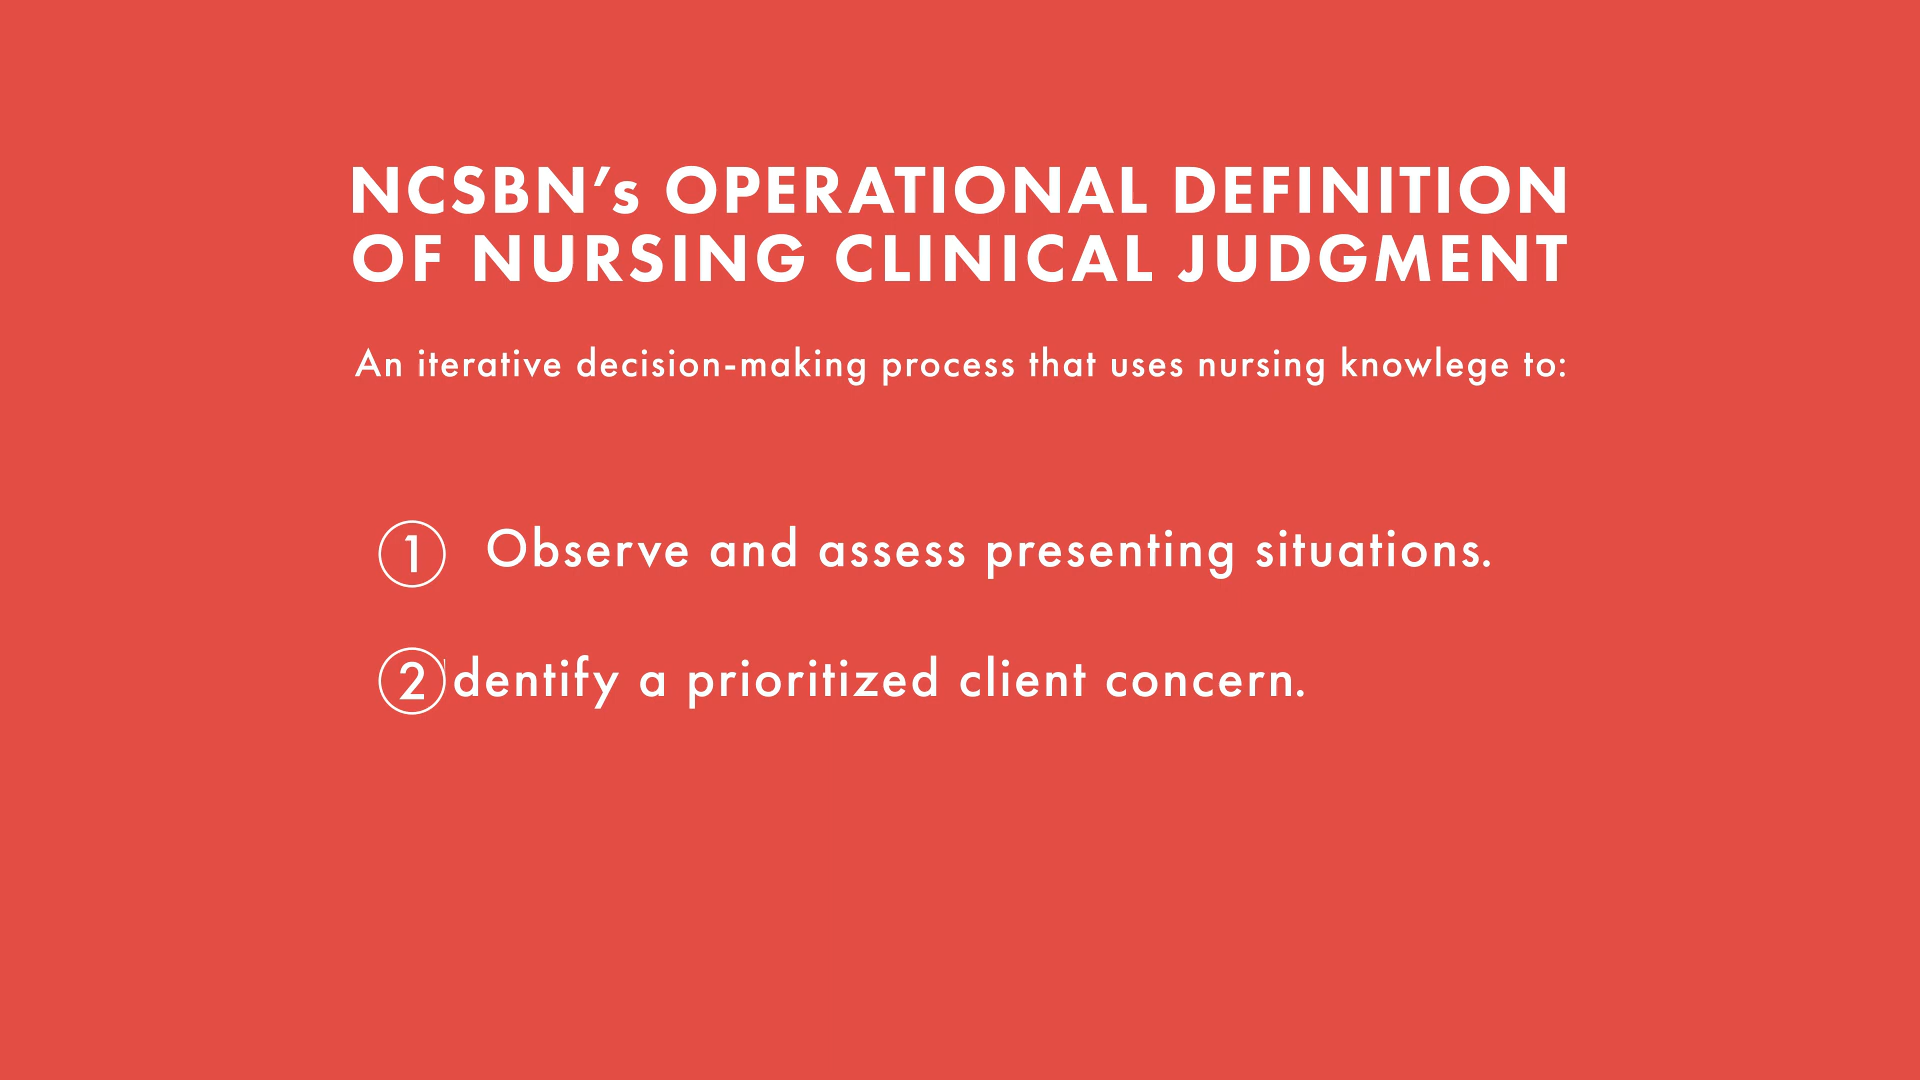 NCSBN’s OPERATIONAL DEFINITION
OF NURSING CLINICAL JUDGMENT
An iterative decision-making process that uses nursing knowlege to:
1 Observe and assess presenting situations.
2 Identify a prioritized client concern.